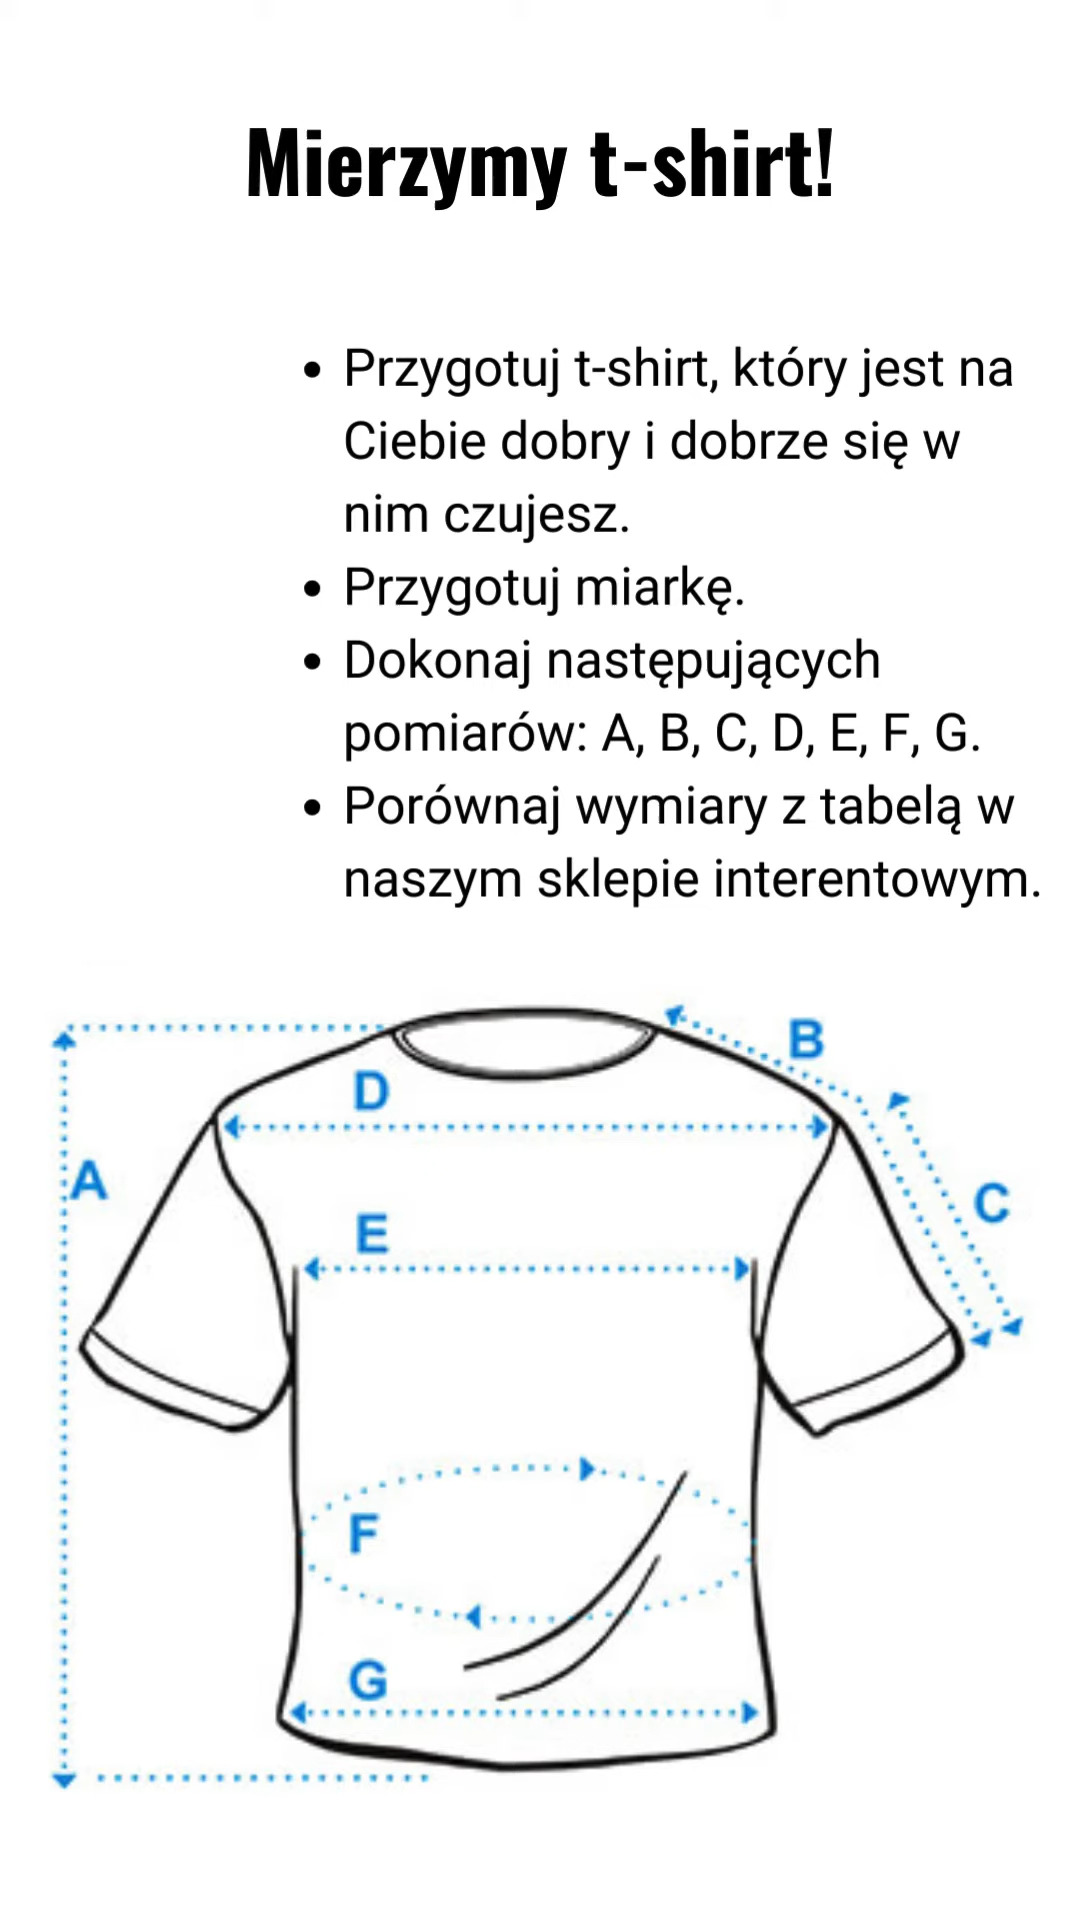 Mierzymy t-shirt!
• Przygotuj t-shirt, który jest na
Ciebie dobry i dobrze się w
nim czujesz.
• Przygotuj miarkę.
• Dokonaj następujących
pomiarów: A, B, C, D, E, F, G.
• Porównaj wymiary z tabelą w
naszym sklepie interentowym.
B
D
A
C
E
F
G